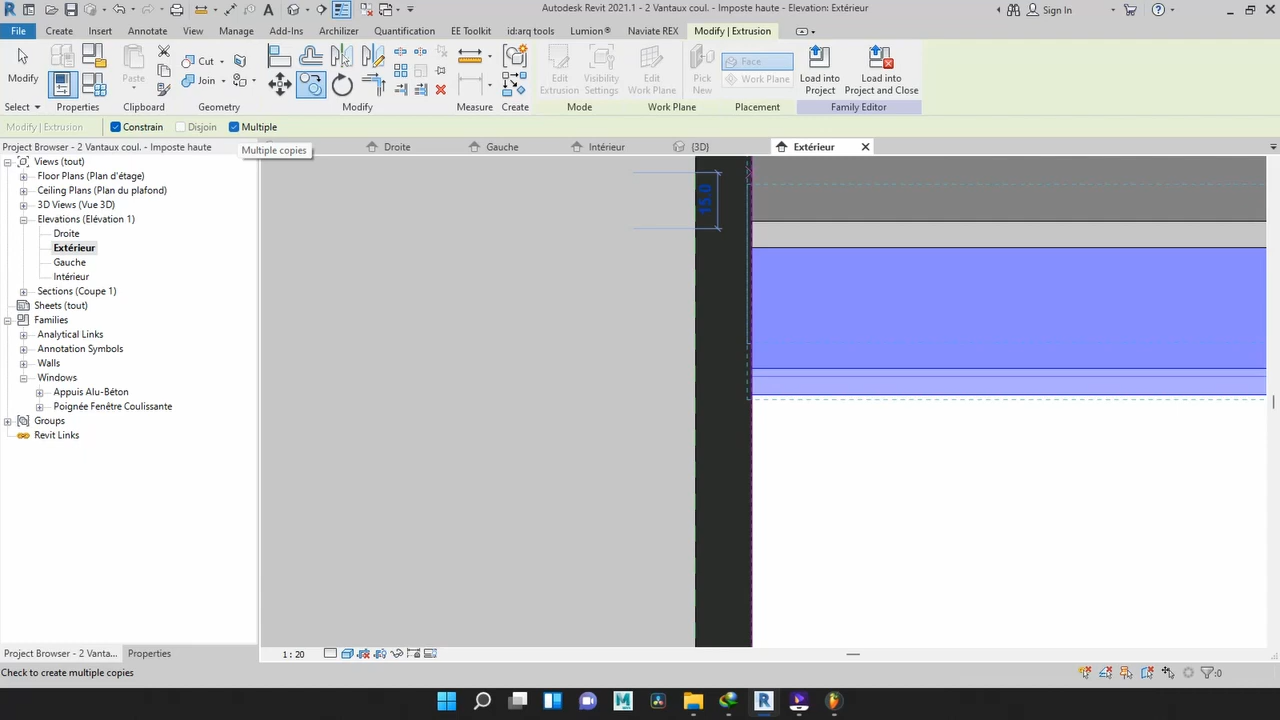 Autodesk Revit 2021.1 - 2 Vantaux coul. - Imposte haute - Elevation: Extérieur
Sign In
File Create Insert Annotate View Manage Add-Ins Architecture Archilizer Quantification EE Toolkit id:arq tools Lumion® Naviate REX Modify | Extrusion
Modify Paste Cut Join Edit Extrusion Visibility Settings Edit Work Plane Pick New Face Work Plane Load into Project Load into Project and Close
Select Properties Clipboard Geometry Modify Measure Create Mode Work Plane Placement Family Editor
Modify | Extrusion Constrain Disjoin Multiple
Project Browser - 2 Vantaux coul. - Imposte haute
Multiple copies
Droite Gauche Intérieur {3D} Extérieur
Views (tout)
Floor Plans (Plan d'étage)
Ceiling Plans (Plan du plafond)
3D Views (Vue 3D)
Elevations (Elévation 1)
Droite
Extérieur
Gauche
Intérieur
Sections (Coupe 1)
Sheets (tout)
Families
Analytical Links
Annotation Symbols
Walls
Windows
Appuis Alu-Béton
Poignée Fenêtre Coulissante
Groups
Revit Links
15.0
Project Browser - 2 Vanta... Properties
1 : 20
Check to create multiple copies
:0